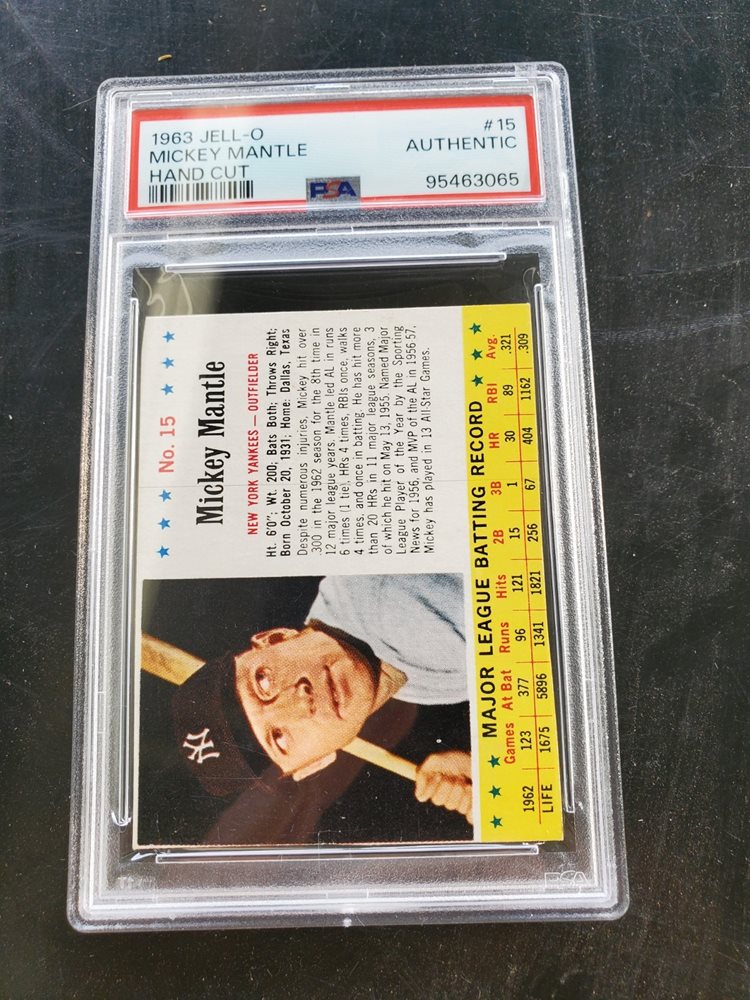 1963 JELL-O
MICKEY MANTLE
HAND CUT
#15
AUTHENTIC
95463065
PSA
No. 15
Mickey Mantle
NEW YORK YANKEES — OUTFIELDER
Ht. 6'0"; Wt. 200; Bats Both; Throws Right;
Born October 20, 1931; Home: Dallas, Texas
Despite numerous injuries, Mickey hit over
.300 in the 1962 season for the 8th time in
12 major league years. Mantle led AL in runs
6 times (1 tie), HRs 4 times, RBIs once, walks
4 times, and once in batting. He has hit more
than 20 HRs in 11 major league seasons, 3
of which he hit on May 13, 1955. Named Major
League Player of the Year by the Sporting
News for 1956, and MVP of the AL in 1956-57,
Mickey has played in 13 All-Star Games.
NY
MAJOR LEAGUE BATTING RECORD
Games At Bat Runs Hits 2B 3B HR RBI Avg.
1962 123 377 96 121 15 1 30 89 .321
LIFE 1675 5896 1341 1821 256 67 404 1162 .309
PSA